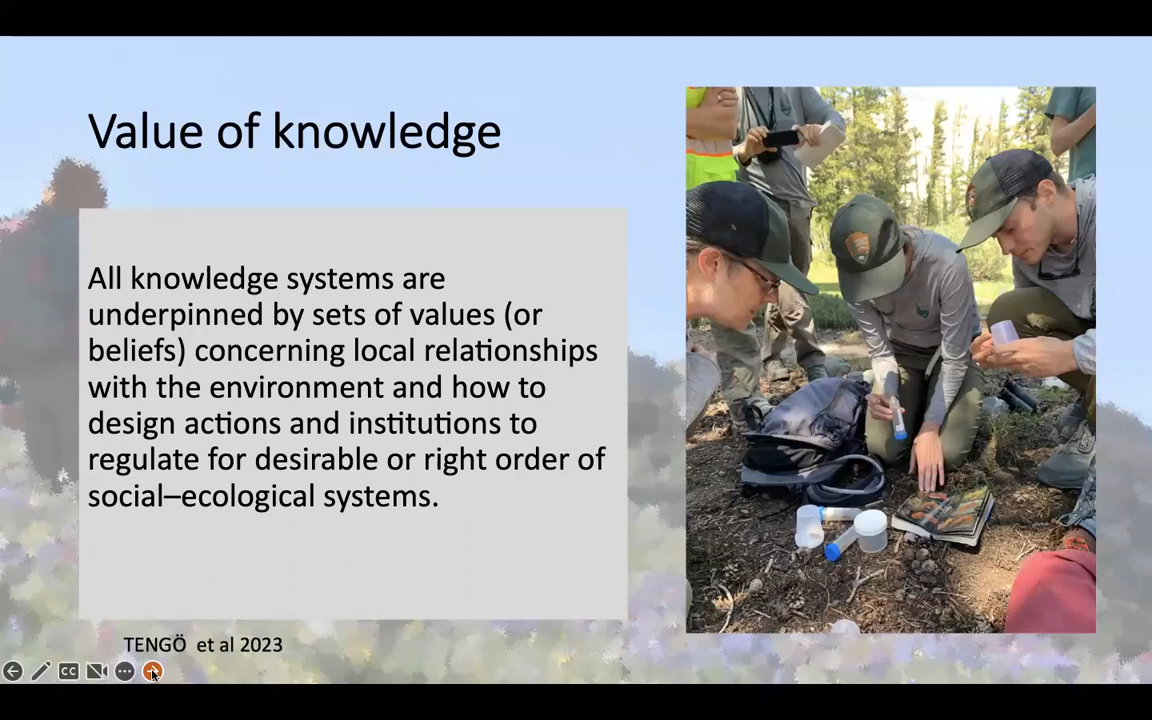 Value of knowledge
All knowledge systems are
underpinned by sets of values (or
beliefs) concerning local relationships
with the environment and how to
design actions and institutions to
regulate for desirable or right order of
social–ecological systems.
TENGÖ et al 2023
CC